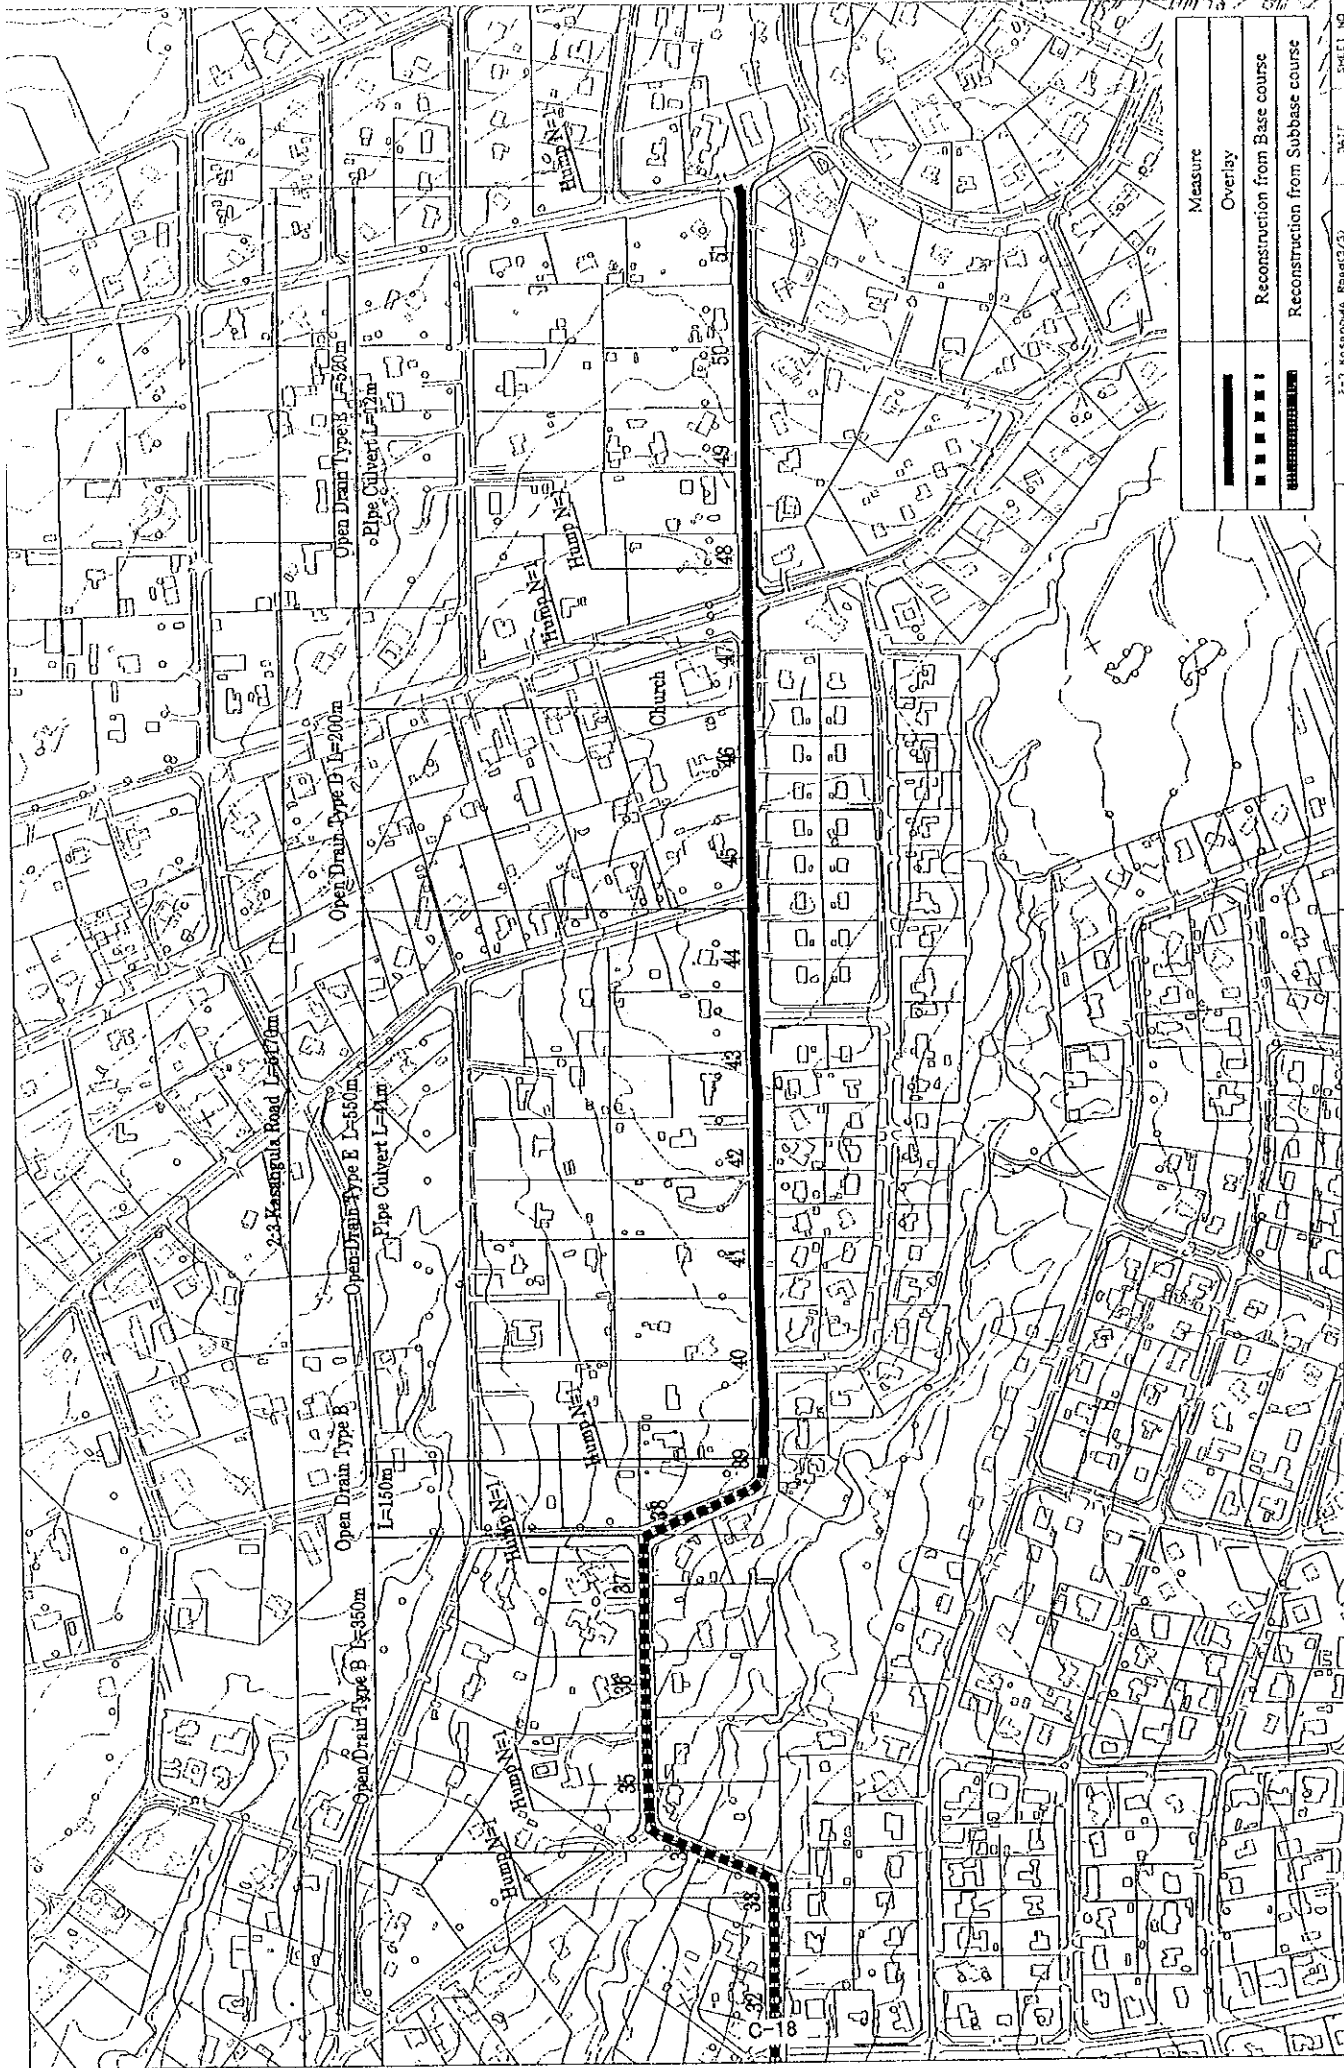 2-3 Kasangula Road L=5170m
Open Drain Type B L=350m
Open Drain Type B
L=150m
Open Drain Type E L=550m
Pipe Culvert L=41m
Open Drain Type D L=200m
Open Drain Type E L=520m
Pipe Culvert L=12m
Hump N=1
Hump N=1
Hump N=1
Hump N=1
Hump N=1
Hump N=1
Hump N=1
Church
C-18
32
33
35
36
37
38
39
40
41
42
43
44
45
46
47
48
49
50
51
Measure
Overlay
Reconstruction from Base course
Reconstruction from Subbase course